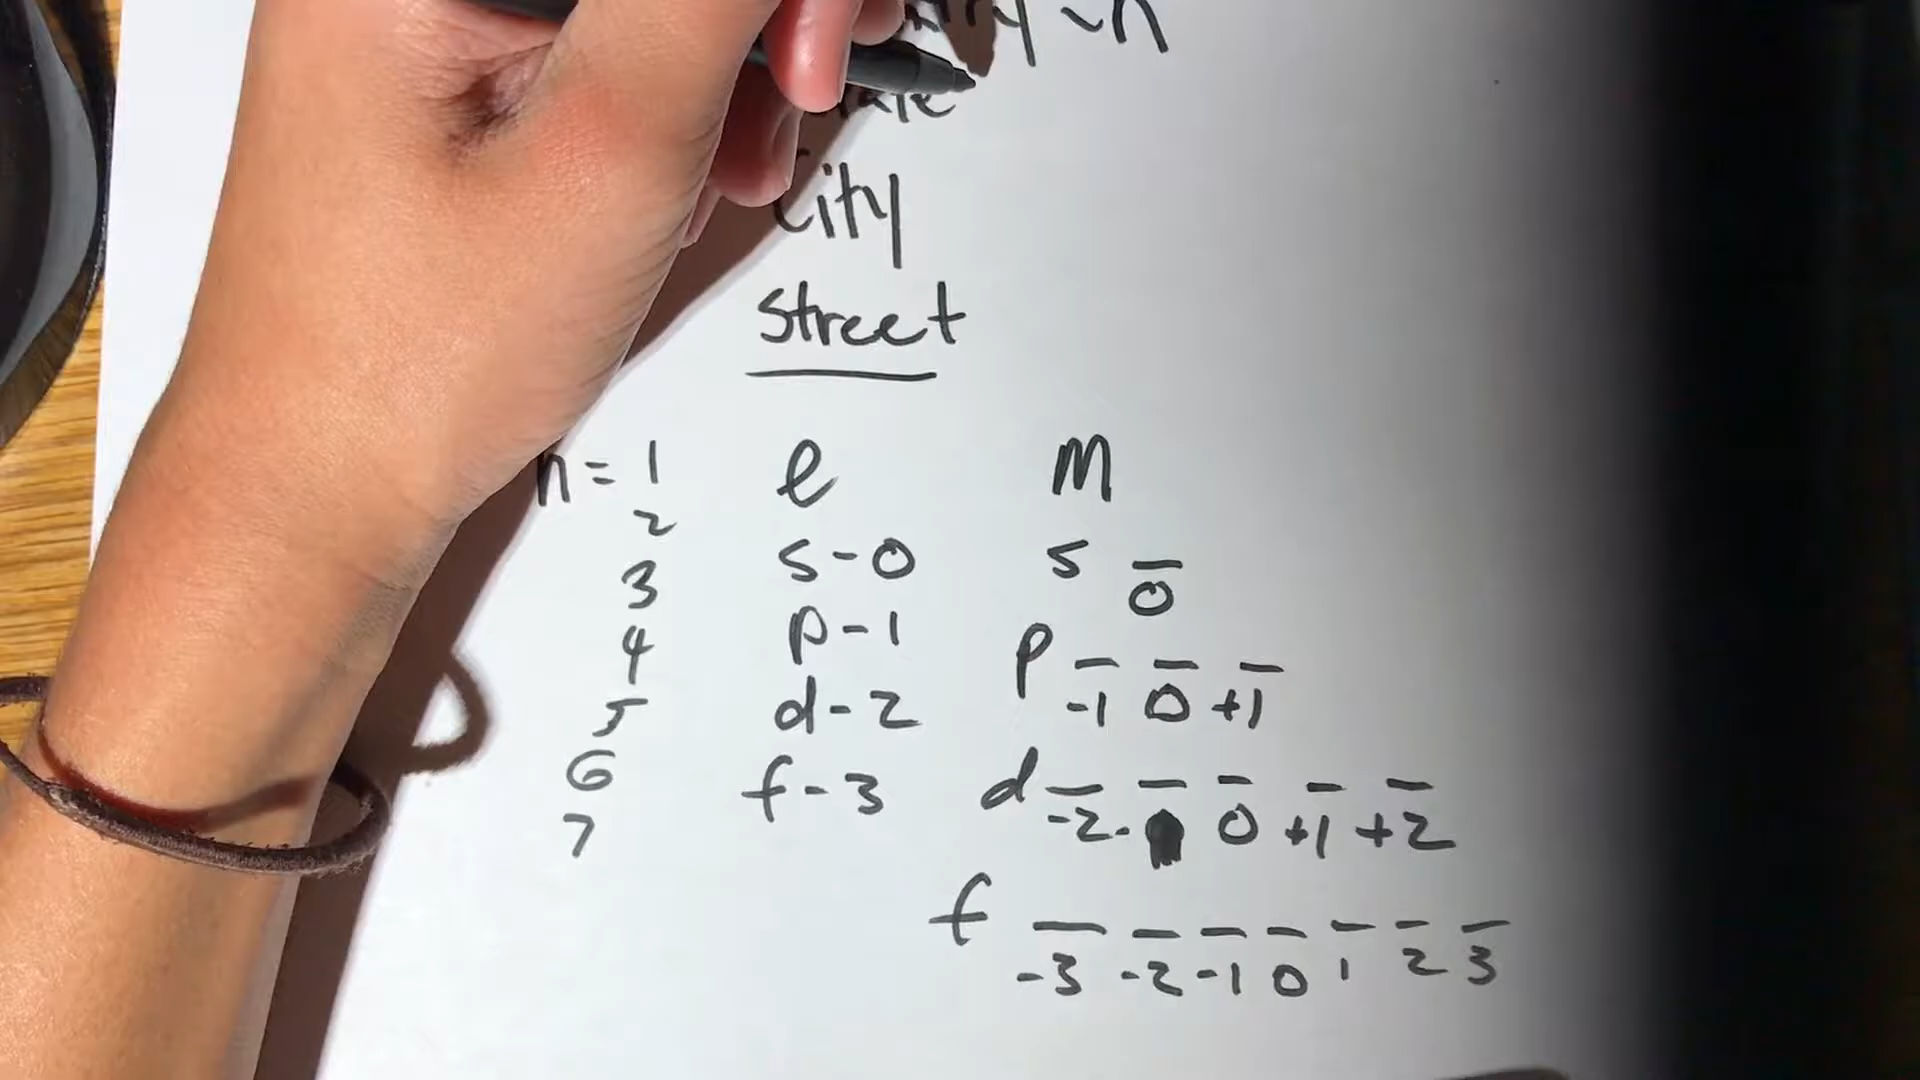 -n
City
Street
n = 1 l m
2
3
4
5
6
7
s - 0
p - 1
d - 2
f - 3
s 0
p -1 0 +1
d -2 - 0 +1 +2
f -3 -2 -1 0 1 2 3